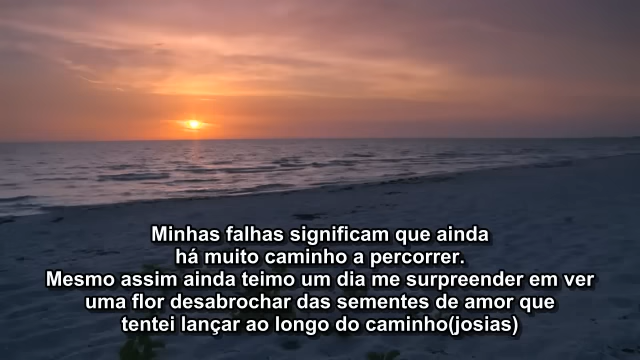 Minhas falhas significam que ainda
há muito caminho a percorrer.
Mesmo assim ainda teimo um dia me surpreender em ver
uma flor desabrochar das sementes de amor que
tentei lançar ao longo do caminho(josias)